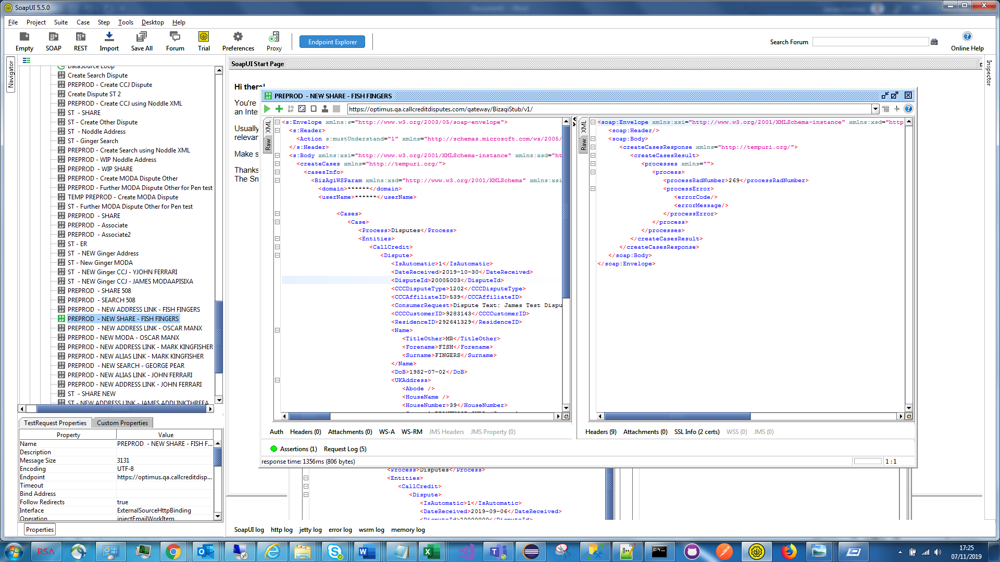 SoapUI 5.5.0
File Project Suite Case Step Tools Desktop Help
Empty SOAP REST Import Save All Forum Trial Preferences Proxy Endpoint Explorer Search Forum Online Help
Navigator
DataSource Loop
Create Search Dispute
PREPROD - Create CCJ Dispute
Create Dispute ST 2
PREPROD - Create CCJ using Noddle XML
ST - SHARE
ST - Create Other Dispute
ST - Noddle Address
ST - Ginger Search
PREPROD - Create Search using Noddle XML
PREPROD - WIP Noddle Address
PREPROD - WIP SHARE
PREPROD - Create MODA Dispute Other
PREPROD - Further MODA Dispute Other for Pen test
TEMP PREPROD - Create MODA Dispute
ST - Further MODA Dispute Other for Pen test
PREPROD - SHARE
PREPROD - Associate
PREPROD - Associate2
ST - ER
ST - NEW Ginger Address
ST - New Ginger MODA
ST - NEW Ginger CCJ - YJOHN FERRARI
ST - NEW Ginger CCJ - JAMES MODAAPISIXA
PREPROD - SHARE 508
PREPROD - SEARCH 508
PREPROD - NEW ADDRESS LINK - FISH FINGERS
PREPROD - NEW SHARE - FISH FINGERS
PREPROD - NEW ADDRESS LINK - OSCAR MANX
PREPROD - NEW MODA - OSCAR MANX
PREPROD - NEW ADDRESS LINK - MARK KINGFISHER
PREPROD - NEW ALIAS LINK - MARK KINGFISHER
PREPROD - NEW SEARCH - GEORGE PEAR
PREPROD - NEW ALIAS LINK - JOHN FERRARI
PREPROD - NEW ADDRESS LINK - JOHN FERRARI
ST - SHARE NEW
ST - NEW ADDRESS LINK - JAMES ADDLINKTHREEA
TestRequest Properties Custom Properties
Property Value
Name PREPROD - NEW SHARE - FISH F...
Description
Message Size 3131
Encoding UTF-8
Endpoint https://optimus.qa.callcreditdisp...
Timeout
Bind Address
Follow Redirects true
Interface ExternalSourceHttpBinding
Operation injectEmailWorkItem
Properties
SoapUI Start Page
Inspector
Hi there!
You're
an Inte
Usually
relevan
Make s
Thanks
The Sm
PREPROD - NEW SHARE - FISH FINGERS
https://optimus.qa.callcreditdisputes.com/gateway/BizagiStub/v1/
XML
Raw
<s:Envelope xmlns:s="http://www.w3.org/2003/05/soap-envelope">
<s:Header>
<Action s:mustUnderstand="1" xmlns="http://schemas.microsoft.com/ws/2005/
</s:Header>
<s:Body xmlns:xsi="http://www.w3.org/2001/XMLSchema-instance" xmlns:xsd="ht
<createCases xmlns="http://tempuri.org/">
<casesInfo>
<BizAgiWSParam xmlns:xsd="http://www.w3.org/2001/XMLSchema" xmlns:xsi
<domain>******</domain>
<userName>******</userName>
<Cases>
<Case>
<Process>Disputes</Process>
<Entities>
<CallCredit>
<Dispute>
<IsAutomatic>1</IsAutomatic>
<DateReceived>2019-10-30</DateReceived>
<DisputeId>20005003</DisputeId>
<CCCDisputeType>1202</CCCDisputeType>
<CCCAffiliateID>539</CCCAffiliateID>
<ConsumerRequest>Dispute Text: James Test Dispu
<CCCCustomerID>9283143</CCCCustomerID>
<ResidenceID>292641329</ResidenceID>
<Name>
<TitleOther>MR</TitleOther>
<Forename>FISH</Forename>
<Surname>FINGERS</Surname>
</Name>
<DoB>1982-07-02</DoB>
<UKAddress>
<Abode />
<HouseName />
<HouseNumber>39</HouseNumber>
XML
Raw
<soap:Envelope xmlns:xsi="http://www.w3.org/2001/XMLSchema-instance" xmlns:xsd="http
<soap:Header/>
<soap:Body>
<createCasesResponse xmlns="http://tempuri.org/">
<createCasesResult>
<processes xmlns="">
<process>
<processRadNumber>269</processRadNumber>
<processError>
<errorCode/>
<errorMessage/>
</processError>
</process>
</processes>
</createCasesResult>
</createCasesResponse>
</soap:Body>
</soap:Envelope>
Auth Headers (0) Attachments (0) WS-A WS-RM JMS Headers JMS Property (0)
Headers (9) Attachments (0) SSL Info (2 certs) WSS (0) JMS (0)
Assertions (1) Request Log (5)
response time: 1356ms (806 bytes)
1 : 1
<Process>Disputes</Process>
<Entities>
<CallCredit>
<Dispute>
<IsAutomatic>1</IsAutomatic>
<DateReceived>2019-09-06</DateReceived>
<DisputeId>20000000</DisputeId>
SoapUI log http log jetty log error log wsrm log memory log
RSA
17:25
07/11/2019